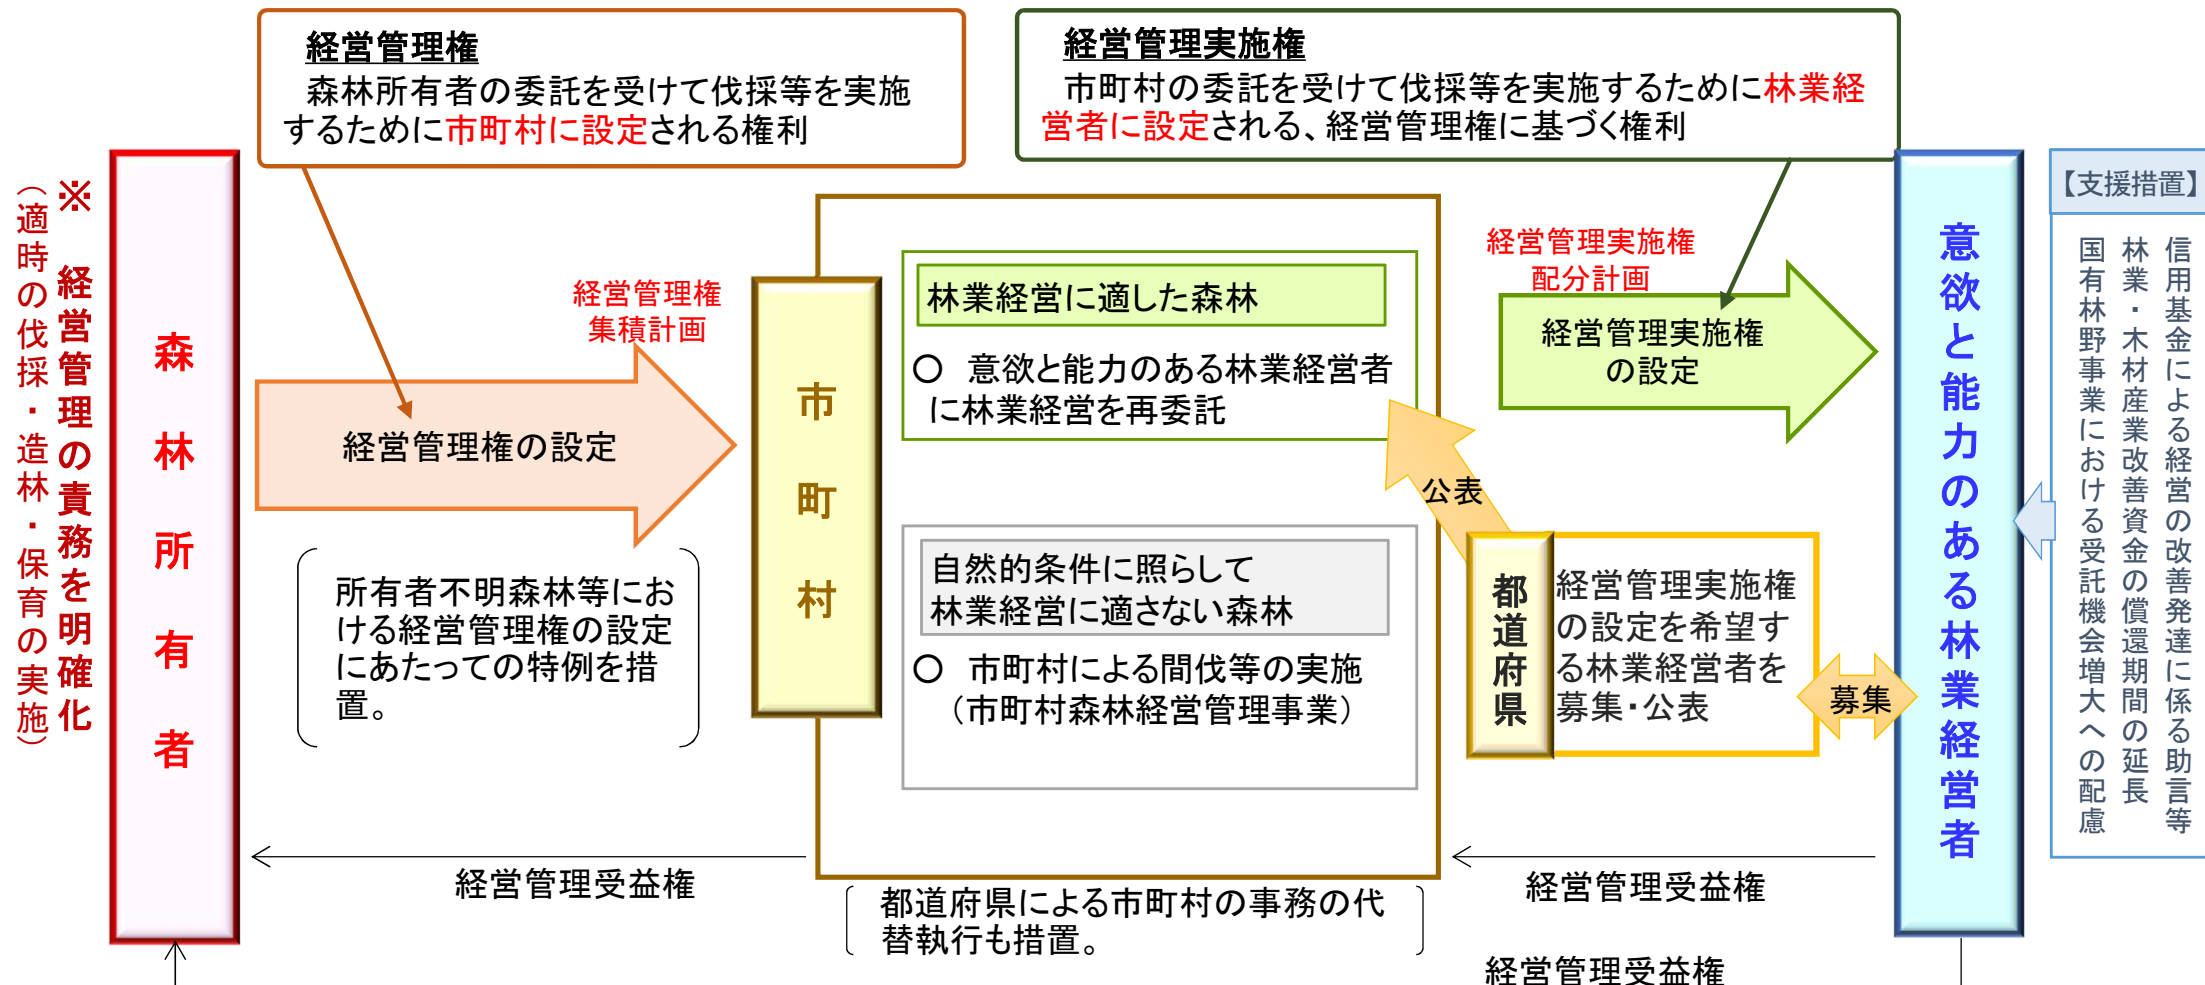 経営管理権
森林所有者の委託を受けて伐採等を実施
するために市町村に設定される権利
経営管理実施権
市町村の委託を受けて伐採等を実施するために林業経
営者に設定される、経営管理権に基づく権利
※　経営管理の責務を明確化
（適時の伐採・造林・保育の実施）
森林所有者
経営管理権
集積計画
経営管理権の設定
所有者不明森林等にお
ける経営管理権の設定
にあたっての特例を措
置。
市町村
林業経営に適した森林
○　意欲と能力のある林業経営者
に林業経営を再委託
自然的条件に照らして
林業経営に適さない森林
○　市町村による間伐等の実施
（市町村森林経営管理事業）
経営管理実施権
配分計画
経営管理実施権
の設定
公表
都道府県
経営管理実施権
の設定を希望す
る林業経営者を
募集・公表
募集
意欲と能力のある林業経営者
【支援措置】
信用基金による経営の改善発達に係る助言等
林業・木材産業改善資金の償還期間の延長
国有林野事業における受託機会増大への配慮
経営管理受益権
経営管理受益権
都道府県による市町村の事務の代
替執行も措置。
経営管理受益権